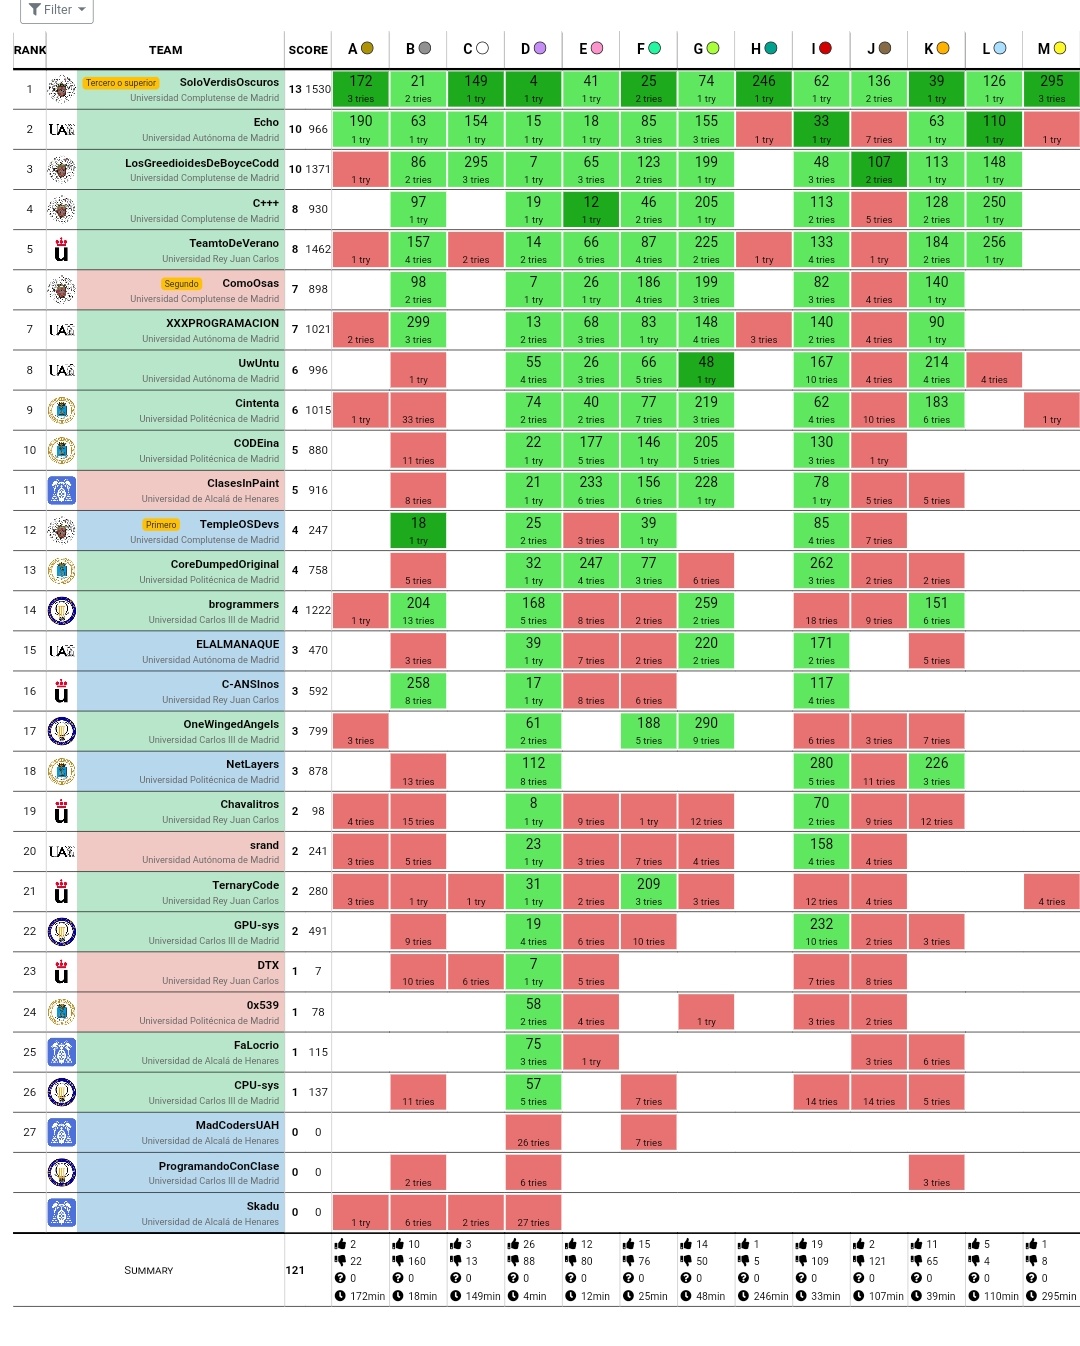 Filter
RANK TEAM SCORE A B C D E F G H I J K L M
1 Tercero o superior SoloVerdisOscuros 13 1530 172 21 149 4 41 25 74 246 62 136 39 126 295
Universidad Complutense de Madrid 3 tries 2 tries 1 try 1 try 1 try 2 tries 1 try 1 try 1 try 2 tries 1 try 1 try 3 tries
2 UA Echo 10 966 190 63 154 15 18 85 155 33 63 110
Universidad Autónoma de Madrid 1 try 1 try 1 try 1 try 1 try 3 tries 3 tries 1 try 1 try 7 tries 1 try 1 try 1 try
3 LosGreedioidesDeBoyceCodd 10 1371 86 295 7 65 123 199 48 107 113 148
Universidad Complutense de Madrid 1 try 2 tries 3 tries 1 try 3 tries 2 tries 1 try 3 tries 2 tries 1 try 1 try
4 C+++ 8 930 97 19 12 46 205 113 128 250
Universidad Complutense de Madrid 1 try 1 try 1 try 2 tries 1 try 2 tries 5 tries 2 tries 1 try
5 ü TeamtoDeVerano 8 1462 157 14 66 87 225 133 184 256
Universidad Rey Juan Carlos 1 try 4 tries 2 tries 2 tries 6 tries 4 tries 2 tries 1 try 4 tries 1 try 2 tries 1 try
6 Segundo ComoOsas 7 898 98 7 26 186 199 82 140
Universidad Complutense de Madrid 2 tries 1 try 1 try 4 tries 3 tries 3 tries 4 tries 1 try
7 UA XXXPROGRAMACION 7 1021 299 13 68 83 148 140 90
Universidad Autónoma de Madrid 2 tries 3 tries 2 tries 3 tries 1 try 4 tries 3 tries 2 tries 4 tries 1 try
8 UA UwUntu 6 996 55 26 66 48 167 214
Universidad Autónoma de Madrid 1 try 4 tries 3 tries 5 tries 1 try 10 tries 4 tries 4 tries 4 tries
9 Cintenta 6 1015 74 40 77 219 62 183
Universidad Politécnica de Madrid 1 try 33 tries 2 tries 2 tries 7 tries 3 tries 4 tries 10 tries 6 tries 1 try
10 CODEina 5 880 22 177 146 205 130
Universidad Politécnica de Madrid 11 tries 1 try 5 tries 1 try 5 tries 3 tries 1 try
11 ClasesInPaint 5 916 21 233 156 228 78
Universidad de Alcalá de Henares 8 tries 1 try 6 tries 6 tries 1 try 1 try 5 tries 5 tries
12 Primero TempleOSDevs 4 247 18 25 39 85
Universidad Complutense de Madrid 1 try 1 try 3 tries 1 try 4 tries 7 tries
13 CoreDumpedOriginal 4 758 32 247 77 262
Universidad Politécnica de Madrid 5 tries 1 try 4 tries 3 tries 6 tries 3 tries 2 tries 2 tries
14 brogrammers 4 1222 204 168 259 151
Universidad Carlos III de Madrid 1 try 13 tries 5 tries 8 tries 2 tries 2 tries 18 tries 9 tries 6 tries
15 UA ELALMANAQUE 3 470 39 220 171
Universidad Autónoma de Madrid 3 tries 1 try 7 tries 2 tries 2 tries 2 tries 5 tries
16 ü C-ANSInos 3 592 258 17 117
Universidad Rey Juan Carlos 8 tries 1 try 8 tries 6 tries 4 tries
17 OneWingedAngels 3 799 61 188 290
Universidad Carlos III de Madrid 3 tries 2 tries 5 tries 9 tries 6 tries 3 tries 7 tries
18 NetLayers 3 878 112 280 226
Universidad Politécnica de Madrid 13 tries 8 tries 5 tries 11 tries 3 tries
19 ü Chavalitros 2 98 8 70
Universidad Rey Juan Carlos 4 tries 15 tries 1 try 9 tries 1 try 12 tries 2 tries 9 tries 12 tries
20 UA srand 2 241 23 158
Universidad Autónoma de Madrid 3 tries 5 tries 1 try 3 tries 7 tries 4 tries 4 tries 4 tries
21 ü TernaryCode 2 280 31 209
Universidad Rey Juan Carlos 3 tries 1 try 1 try 1 try 2 tries 3 tries 3 tries 12 tries 4 tries 4 tries
22 GPU-sys 2 491 19 232
Universidad Carlos III de Madrid 9 tries 4 tries 6 tries 10 tries 10 tries 2 tries 3 tries
23 ü DTX 1 7 7
Universidad Rey Juan Carlos 10 tries 6 tries 1 try 5 tries 7 tries 8 tries
24 0x539 1 78 58
Universidad Politécnica de Madrid 2 tries 4 tries 1 try 3 tries 2 tries
25 FaLocrio 1 115 75
Universidad de Alcalá de Henares 3 tries 1 try 3 tries 6 tries
26 CPU-sys 1 137 57
Universidad Carlos III de Madrid 11 tries 5 tries 7 tries 14 tries 14 tries 5 tries
27 MadCodersUAH 0 0
Universidad de Alcalá de Henares 26 tries 7 tries
ProgramandoConClase 0 0
Universidad Carlos III de Madrid 2 tries 6 tries 3 tries
Skadu 0 0
Universidad de Alcalá de Henares 1 try 6 tries 2 tries 27 tries
2 10 3 26 12 15 14 1 19 2 11 5 1
22 160 13 88 80 76 50 5 109 121 65 4 8
SUMMARY 121
0 0 0 0 0 0 0 0 0 0 0 0 0
172min 18min 149min 4min 12min 25min 48min 246min 33min 107min 39min 110min 295min